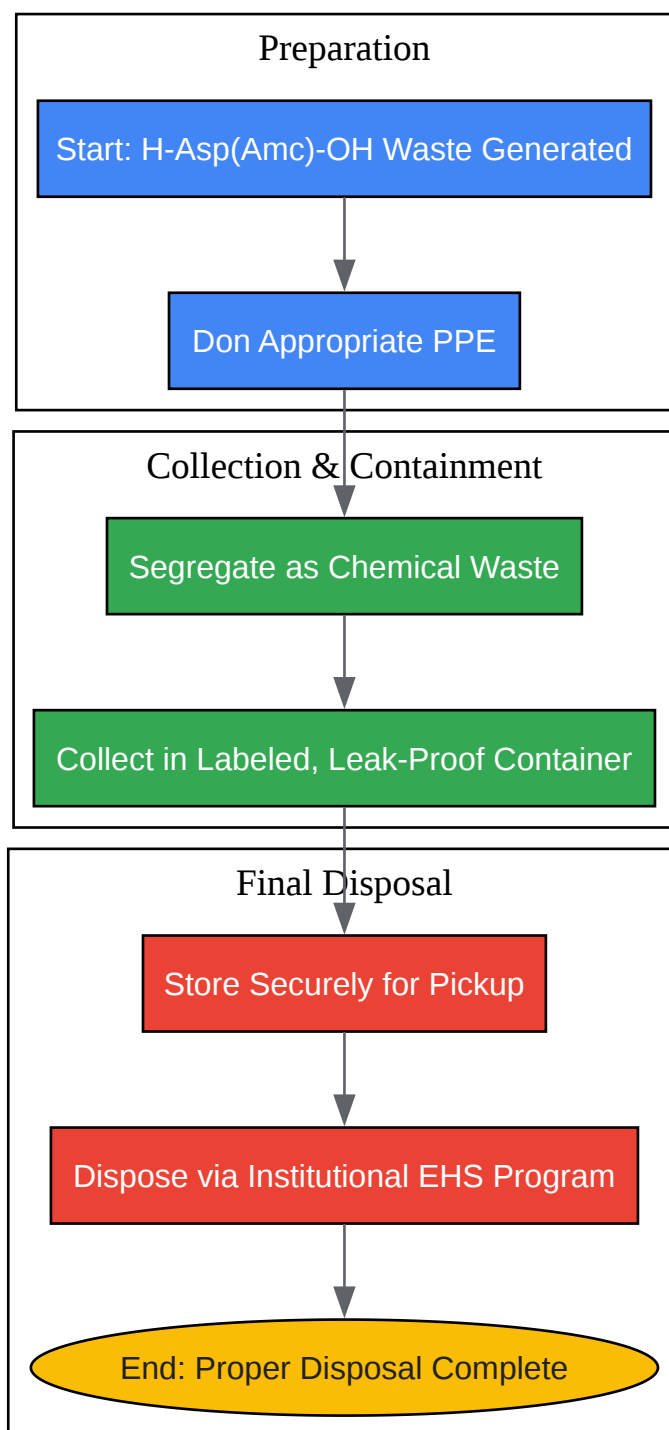 Preparation
Start: H-Asp(Amc)-OH Waste Generated
Don Appropriate PPE
Collection & Containment
Segregate as Chemical Waste
Collect in Labeled, Leak-Proof Container
Final Disposal
Store Securely for Pickup
Dispose via Institutional EHS Program
End: Proper Disposal Complete